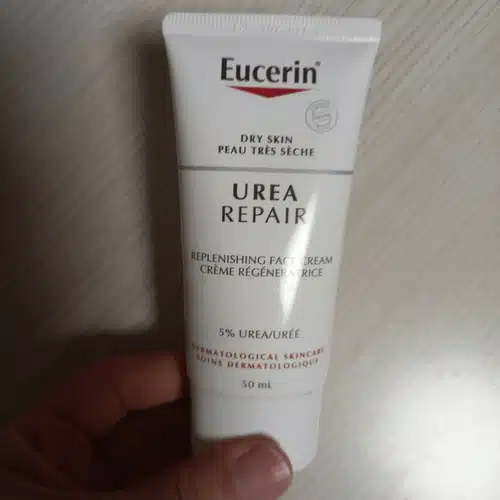 Eucerin®
DRY SKIN
PEAU TRÈS SÈCHE
UREA
REPAIR
REPLENISHING FACE CREAM
CRÈME RÉGÉNÉRATRICE
5% UREA/URÉE
DERMATOLOGICAL SKINCARE
SOINS DERMATOLOGIQUE
50 mL